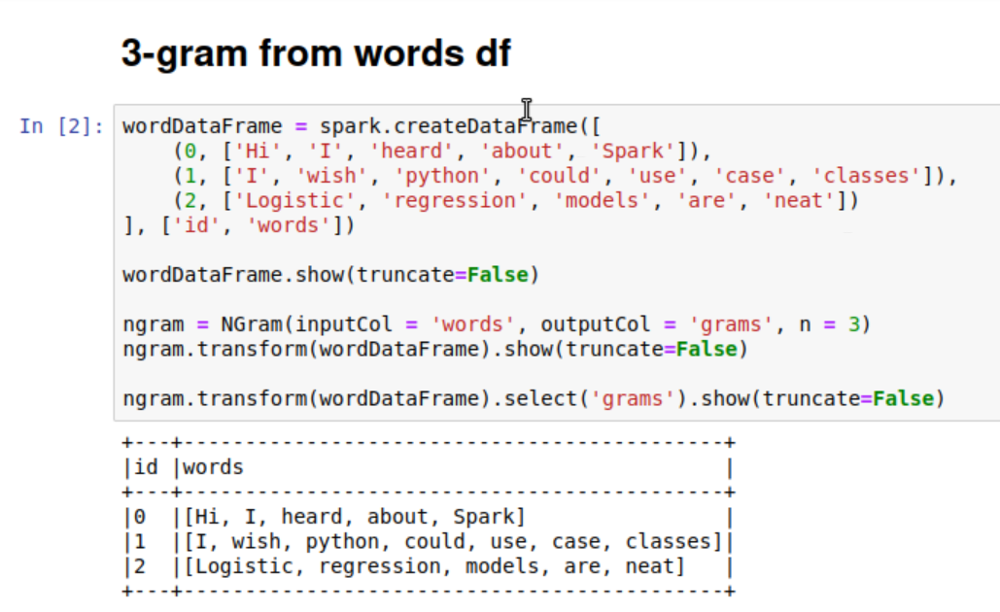 3-gram from words df
In [2]: wordDataFrame = spark.createDataFrame([
    (0, ['Hi', 'I', 'heard', 'about', 'Spark']),
    (1, ['I', 'wish', 'python', 'could', 'use', 'case', 'classes']),
    (2, ['Logistic', 'regression', 'models', 'are', 'neat'])
], ['id', 'words'])
wordDataFrame.show(truncate=False)
ngram = NGram(inputCol = 'words', outputCol = 'grams', n = 3)
ngram.transform(wordDataFrame).show(truncate=False)
ngram.transform(wordDataFrame).select('grams').show(truncate=False)
+---+--------------------------------------------+
|id |words                                       |
+---+--------------------------------------------+
|0  |[Hi, I, heard, about, Spark]                |
|1  |[I, wish, python, could, use, case, classes]|
|2  |[Logistic, regression, models, are, neat]   |
+---+--------------------------------------------+